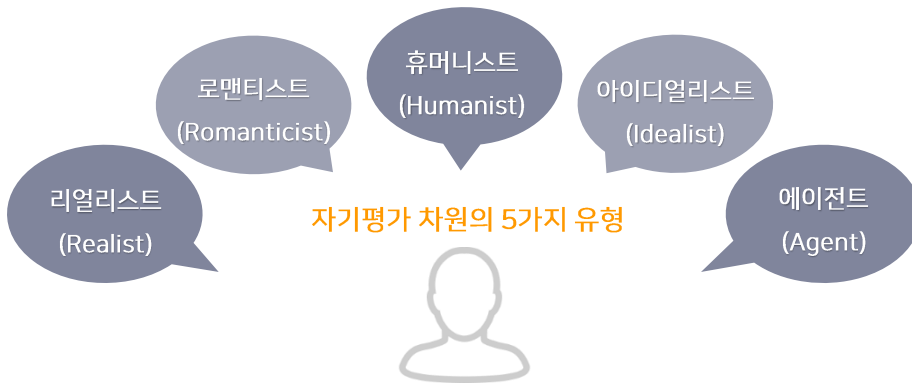 휴머니스트
(Humanist)
로맨티스트
(Romanticist)
아이디얼리스트
(Idealist)
리얼리스트
(Realist)
에이전트
(Agent)
자기평가 차원의 5가지 유형